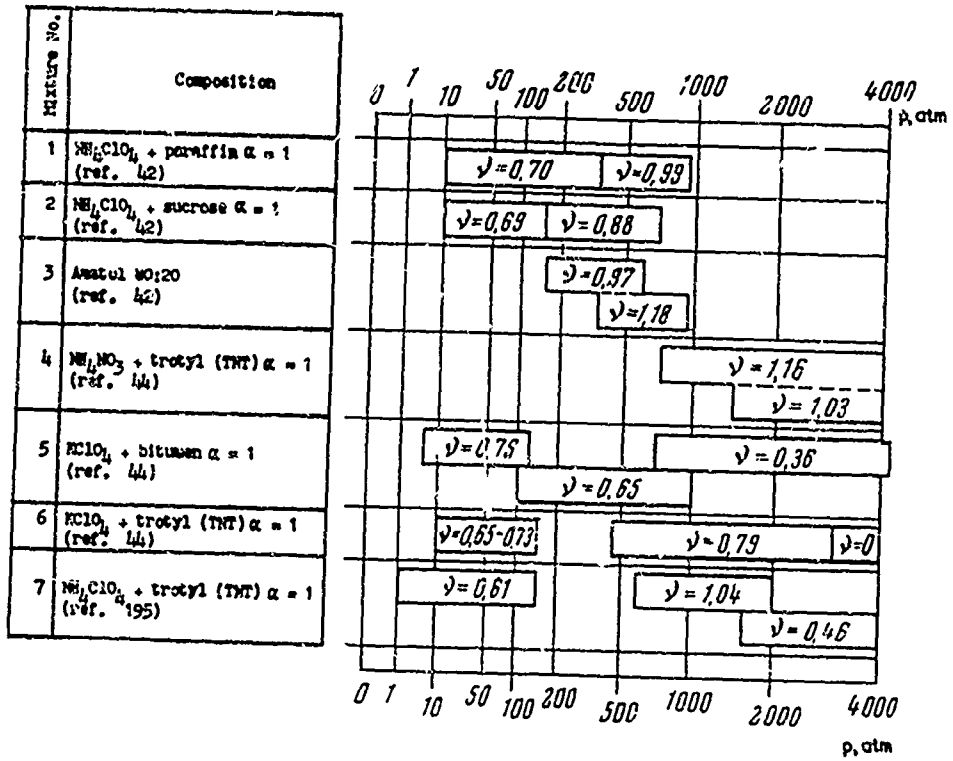 Mixture No.
Composition
0 1 10 50 100 200 500 1000 2000 4000
p, atm
1 NH4ClO4 + paraffin α = 1
(ref. 42)
ν=0,70 ν=0,99
2 NH4ClO4 + sucrose α = 1
(ref. 42)
ν=0,69 ν=0,88
3 Amatol 80:20
(ref. 42)
ν=0,97
ν=1,18
4 NH4NO3 + trotyl (TNT) α = 1
(ref. 44)
ν=1,16
ν=1,03
5 KClO4 + bitumen α = 1
(ref. 44)
ν=0,75 ν=0,36
ν=0,65
6 KClO4 + trotyl (TNT) α = 1
(ref. 44)
ν=0,65-0,73 ν=0,79 ν=0
7 NH4ClO4 + trotyl (TNT) α = 1
(ref. 195)
ν=0,61 ν=1,04
ν=0,46
0 1 10 50 100 200 500 1000 2000 4000
p, atm